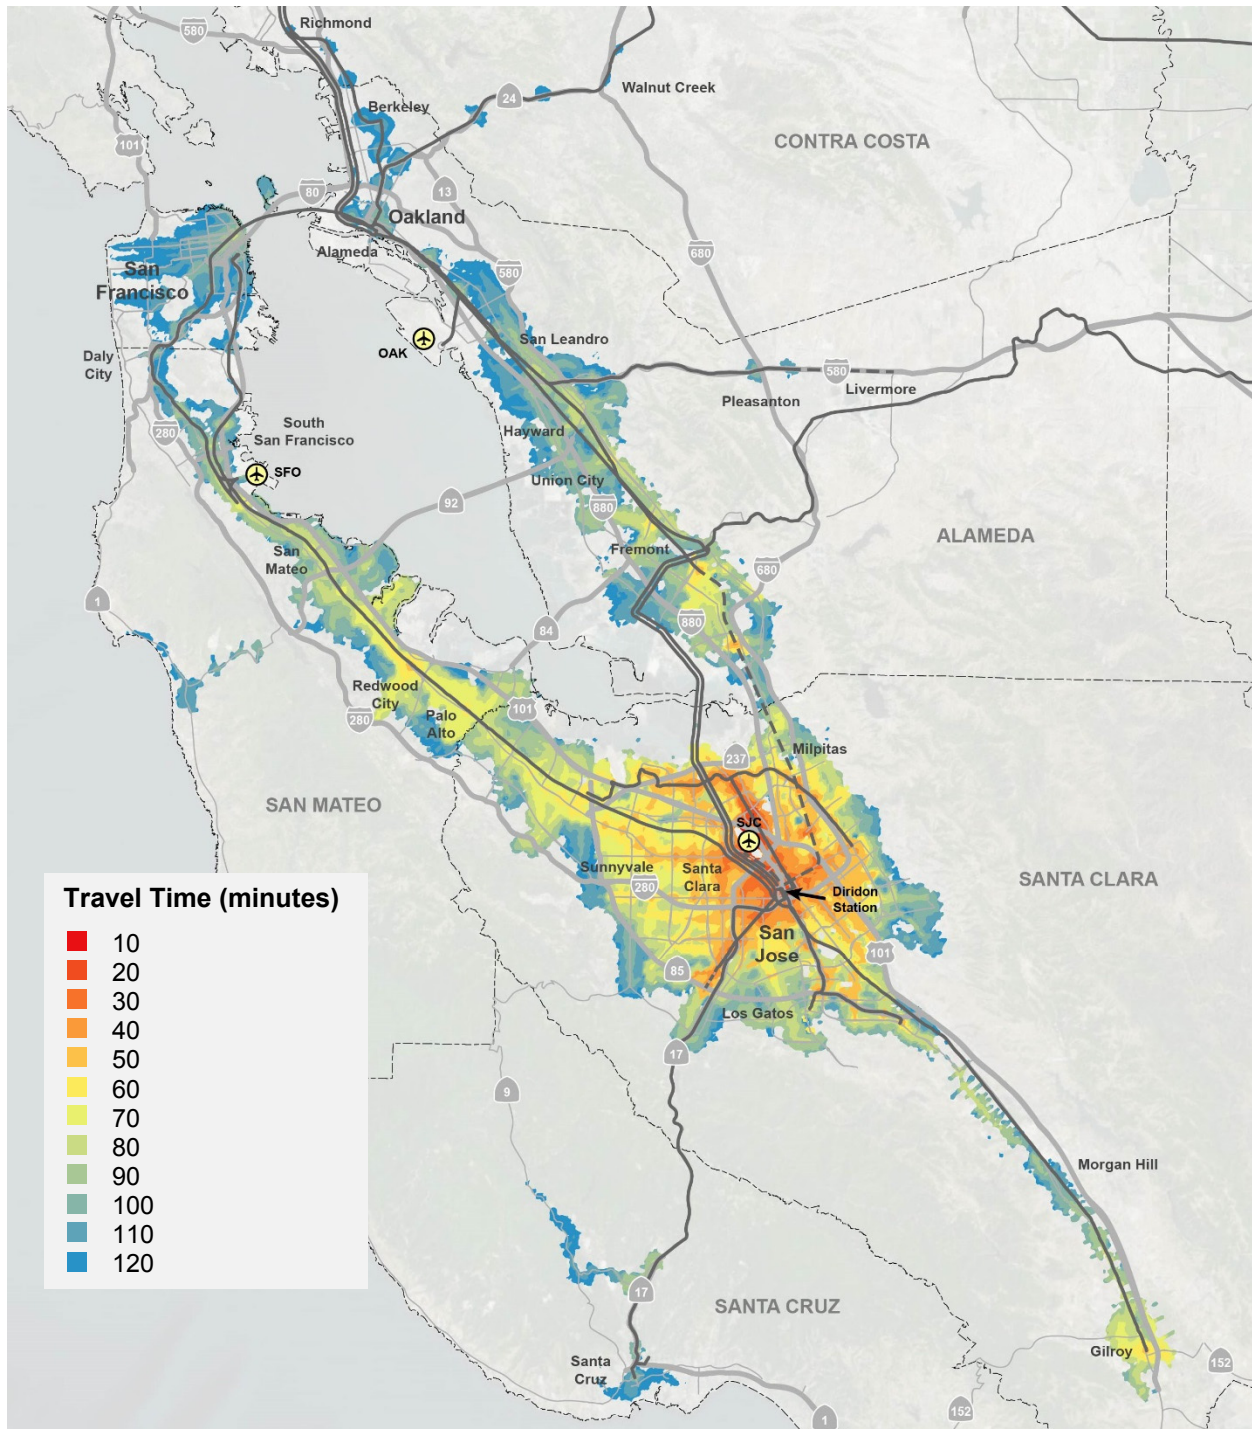 Richmond
580
Walnut Creek
24
Berkeley
CONTRA COSTA
101
80
13
Oakland
Alameda
680
580
San
Francisco
OAK
San Leandro
Daly
City
580
Livermore
Pleasanton
South
San Francisco
280
Hayward
SFO
Union City
92
880
ALAMEDA
Fremont
San
Mateo
680
1
84
880
Redwood
City
101
Palo
Alto
280
Milpitas
237
SAN MATEO
SJC
Sunnyvale
Santa
Clara
280
SANTA CLARA
Diridon
Station
San
Jose
101
85
Los Gatos
17
9
Morgan Hill
17
SANTA CRUZ
Gilroy
152
Santa
Cruz
152
1
Travel Time (minutes)
10
20
30
40
50
60
70
80
90
100
110
120